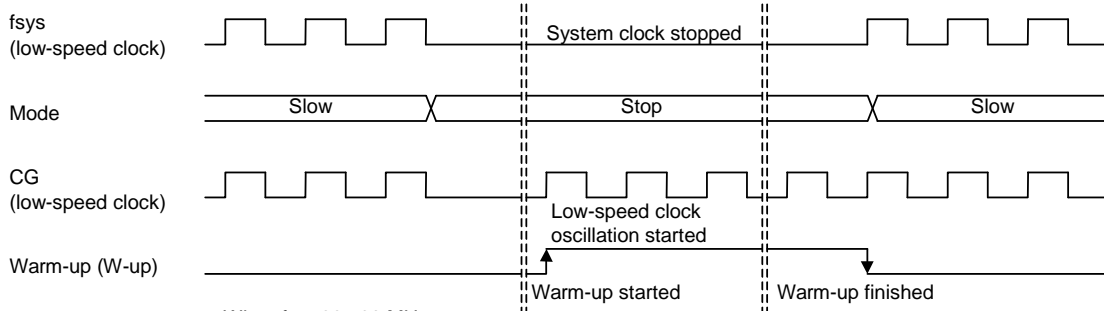 fsys
(low-speed clock)
System clock stopped
Mode
Slow
Stop
Slow
CG
(low-speed clock)
Low-speed clock
oscillation started
Warm-up (W-up)
Warm-up started
Warm-up finished